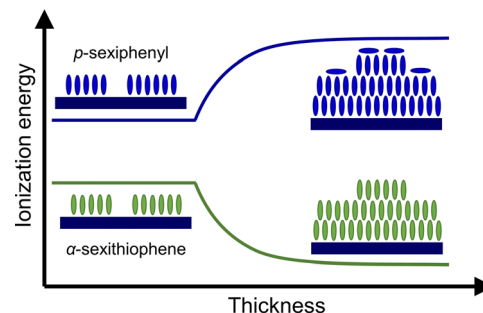 p-sexiphenyl
Ionization energy
α-sexithiophene
Thickness